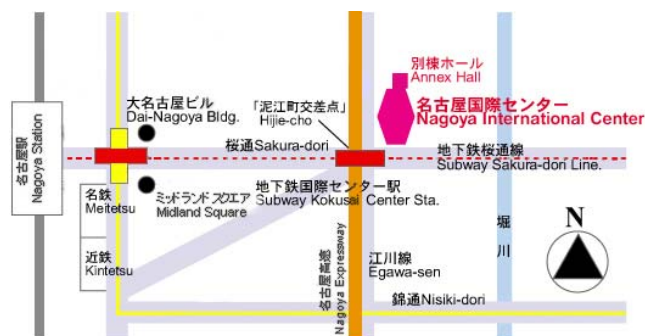 別棟ホール
Annex Hall
名古屋国際センター
Nagoya International Center
大名古屋ビル
Dai-Nagoya Bldg.
「泥江町交差点」
Hijie-cho
桜通Sakura-dori
地下鉄桜通線
Subway Sakura-dori Line.
名古屋駅
Nagoya Station
名鉄
Meitetsu
ミッドランドスクエア
Midland Square
地下鉄国際センター駅
Subway Kokusai Center Sta.
近鉄
Kintetsu
名古屋高速
Nagoya Expressway
江川線
Egawa-sen
堀川
N
錦通Nisiki-dori